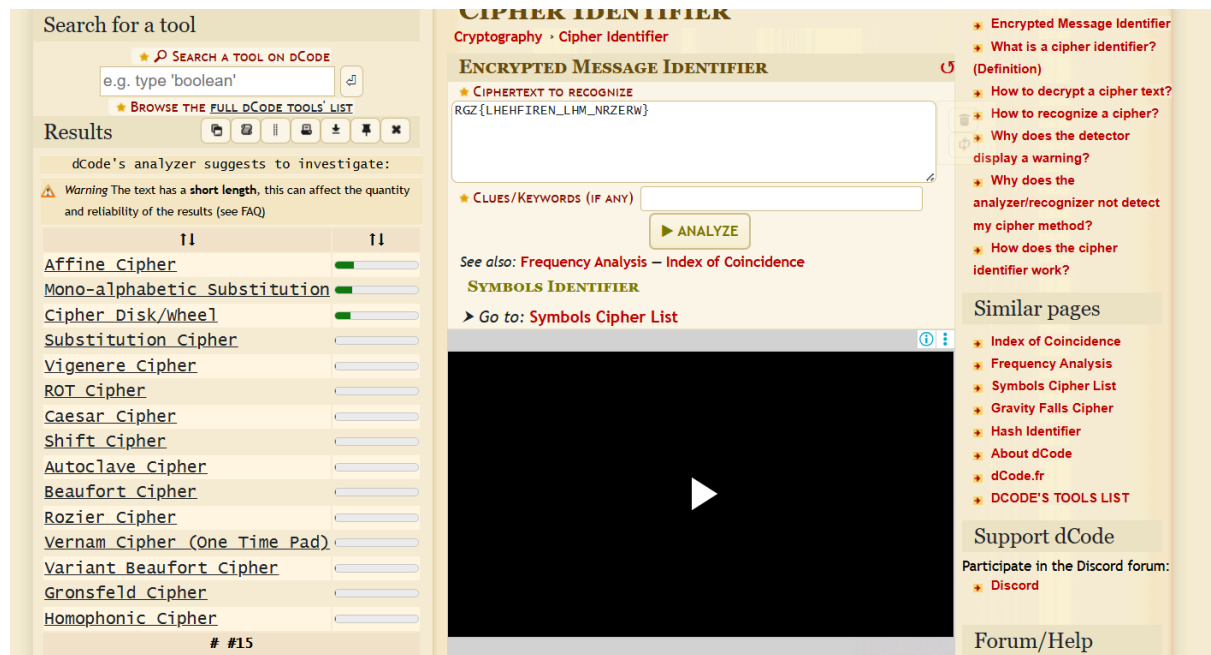 Search for a tool
SEARCH A TOOL ON DCODE
e.g. type 'boolean'
BROWSE THE FULL DCODE TOOLS' LIST
Results
dCode's analyzer suggests to investigate:
Warning The text has a short length, this can affect the quantity
and reliability of the results (see FAQ)
↑↓ ↑↓
Affine Cipher
Mono-alphabetic Substitution
Cipher Disk/Wheel
Substitution Cipher
Vigenere Cipher
ROT Cipher
Caesar Cipher
Shift Cipher
Autoclave Cipher
Beaufort Cipher
Rozier Cipher
Vernam Cipher (One Time Pad)
Variant Beaufort Cipher
Gronsfeld Cipher
Homophonic Cipher
# #15
CIPHER IDENTIFIER
Cryptography › Cipher Identifier
ENCRYPTED MESSAGE IDENTIFIER
CIPHERTEXT TO RECOGNIZE
RGZ{LHEHFIREN_LHM_NRZERW}
CLUES/KEYWORDS (IF ANY)
ANALYZE
See also: Frequency Analysis – Index of Coincidence
SYMBOLS IDENTIFIER
Go to: Symbols Cipher List
Encrypted Message Identifier
What is a cipher identifier?
(Definition)
How to decrypt a cipher text?
How to recognize a cipher?
Why does the detector
display a warning?
Why does the
analyzer/recognizer not detect
my cipher method?
How does the cipher
identifier work?
Similar pages
Index of Coincidence
Frequency Analysis
Symbols Cipher List
Gravity Falls Cipher
Hash Identifier
About dCode
dCode.fr
DCODE'S TOOLS LIST
Support dCode
Participate in the Discord forum:
Discord
Forum/Help